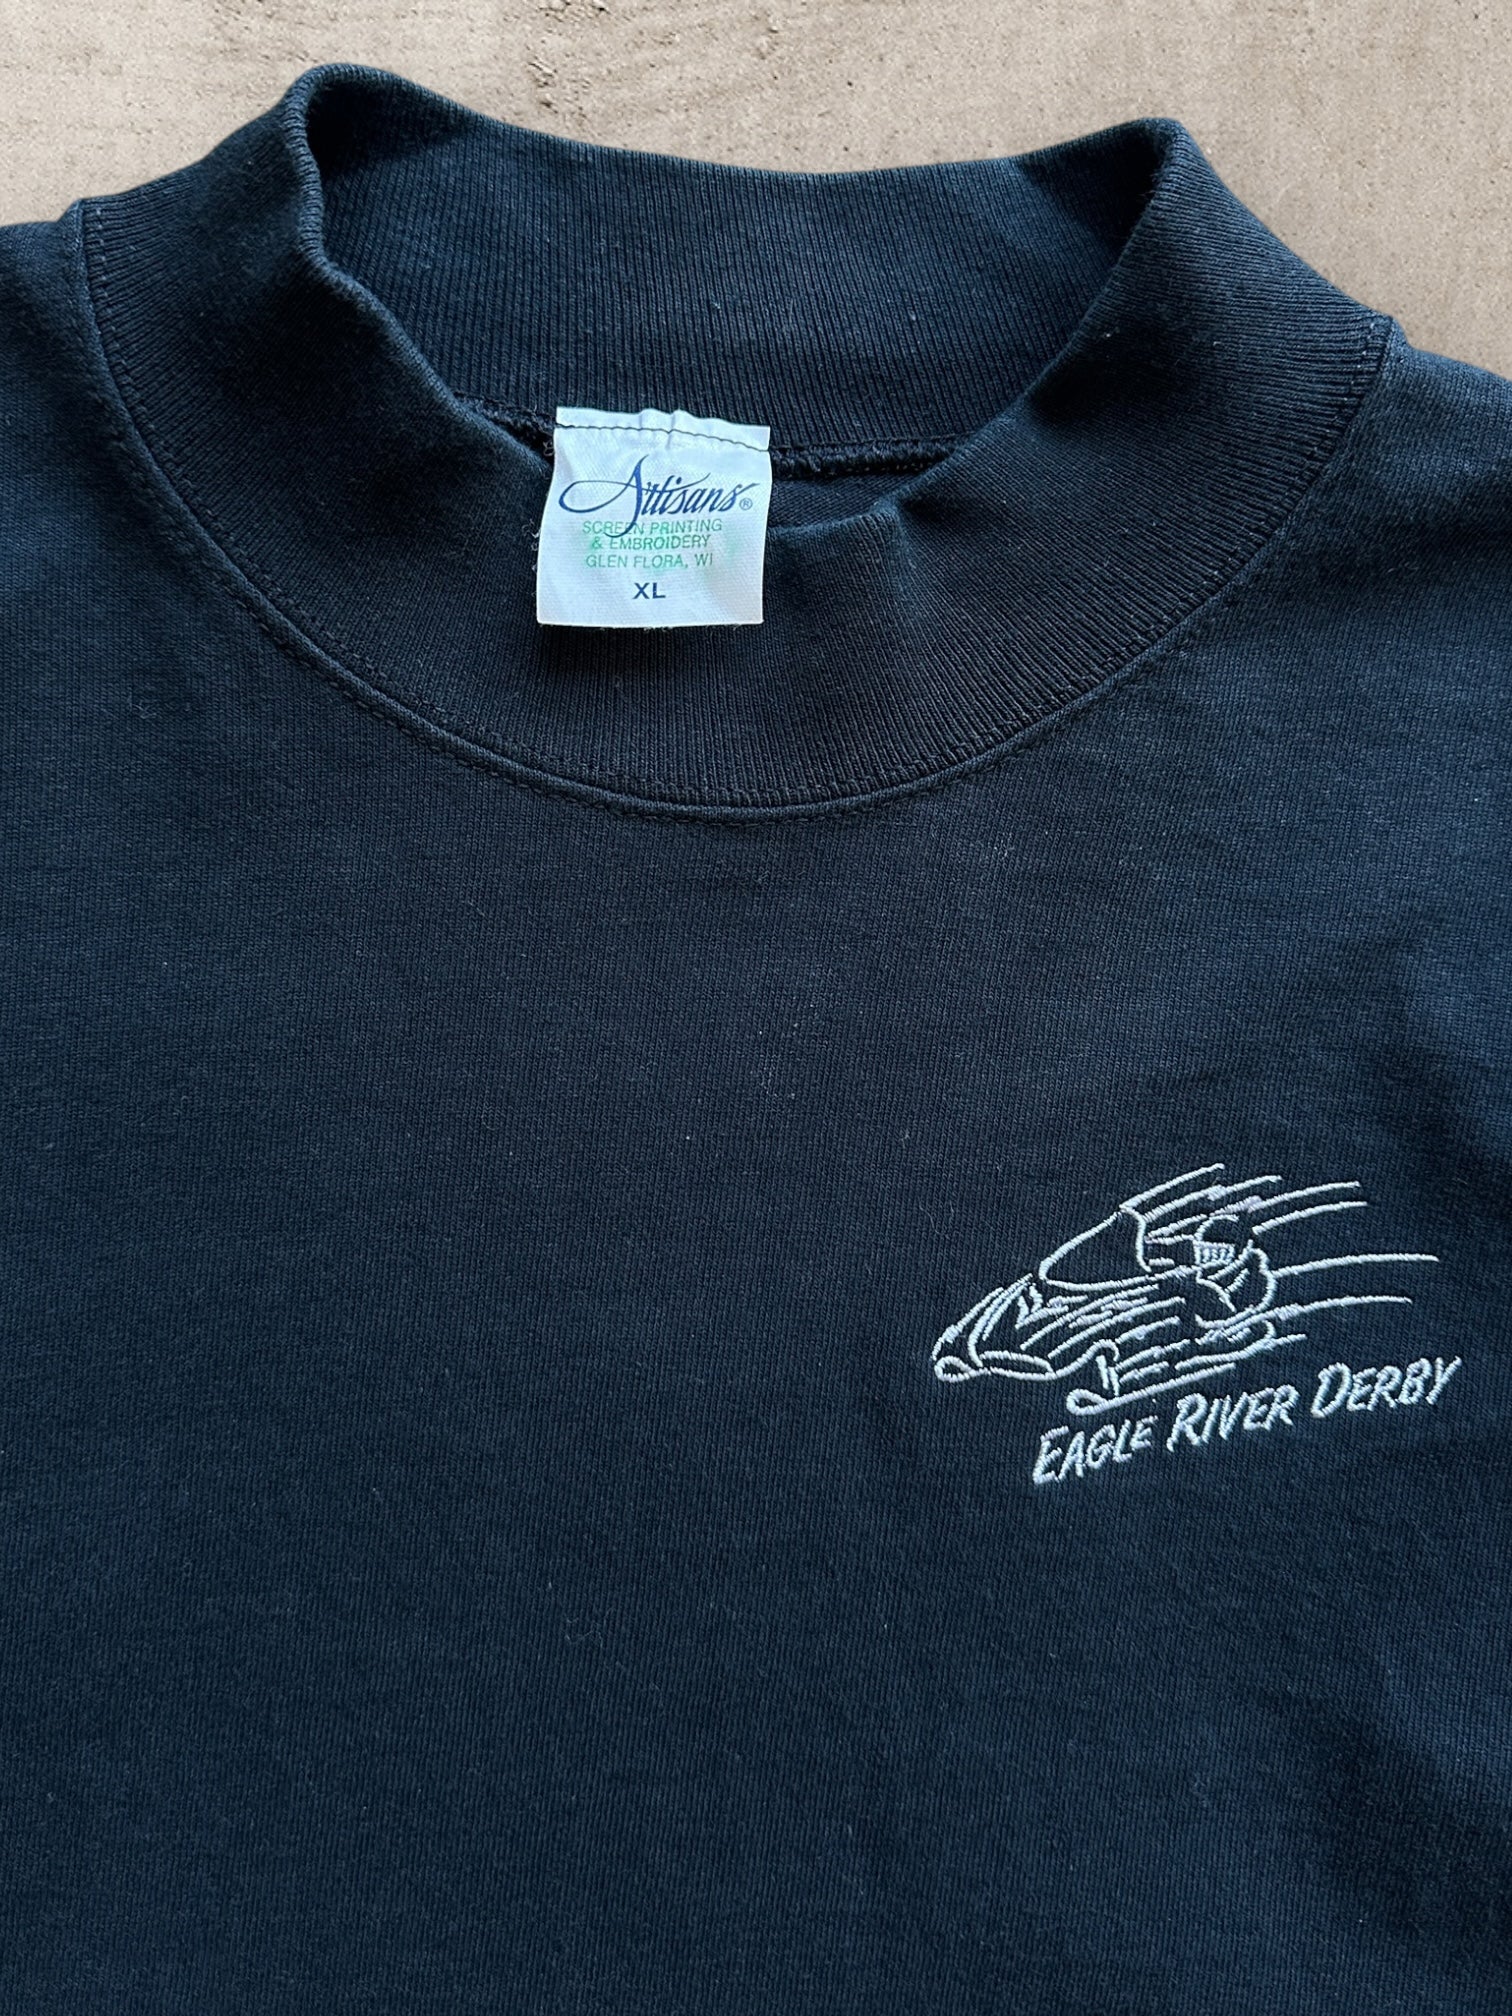 Artisans®
SCREEN PRINTING
& EMBROIDERY
GLEN FLORA, WI
XL
EAGLE RIVER DERBY